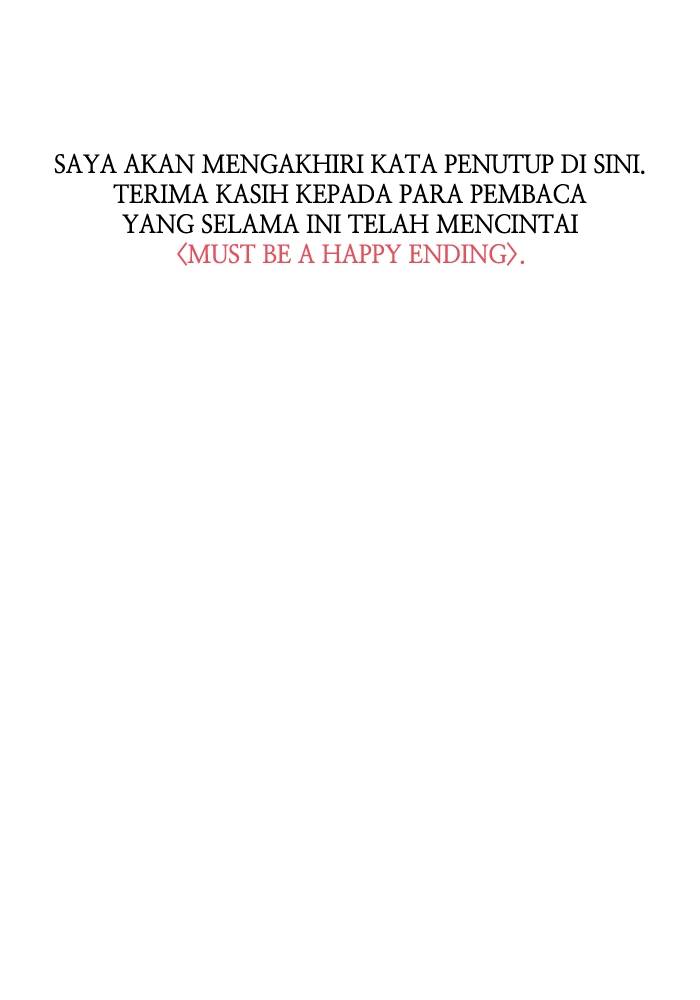 SAYA AKAN MENGAKHIRI KATA PENUTUP DI SINI.
TERIMA KASIH KEPADA PARA PEMBACA
YANG SELAMA INI TELAH MENCINTAI
〈MUST BE A HAPPY ENDING〉.